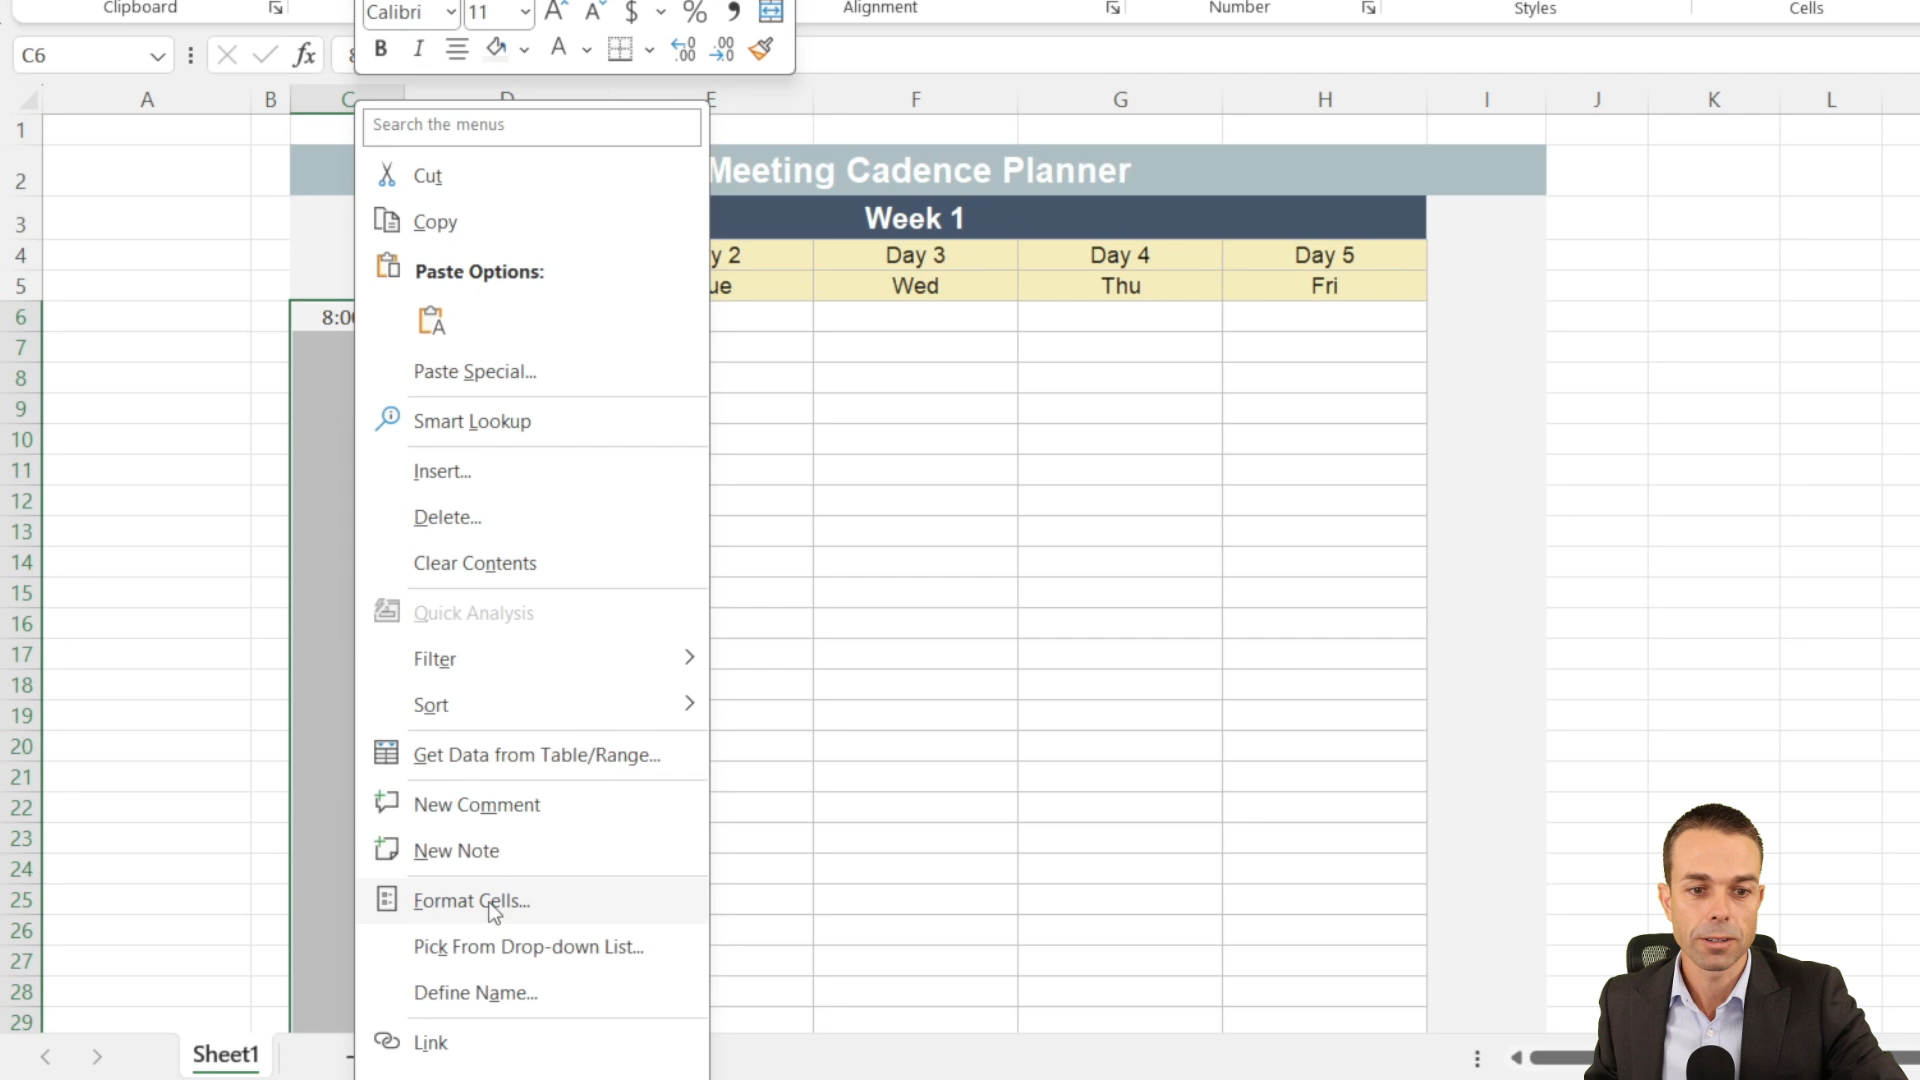 Clipboard
Calibri
11
$
%
Alignment
Number
Styles
Cells
C6
fx
B
I
A
A B C D E F G H I J K L
Search the menus
Cut
Copy
Paste Options:
Paste Special...
Smart Lookup
Insert...
Delete...
Clear Contents
Quick Analysis
Filter
Sort
Get Data from Table/Range...
New Comment
New Note
Format Cells...
Pick From Drop-down List...
Define Name...
Link
Meeting Cadence Planner
Week 1
y 2 Day 3 Day 4 Day 5
ue Wed Thu Fri
8:0
1
2
3
4
5
6
7
8
9
10
11
12
13
14
15
16
17
18
19
20
21
22
23
24
25
26
27
28
29
Sheet1